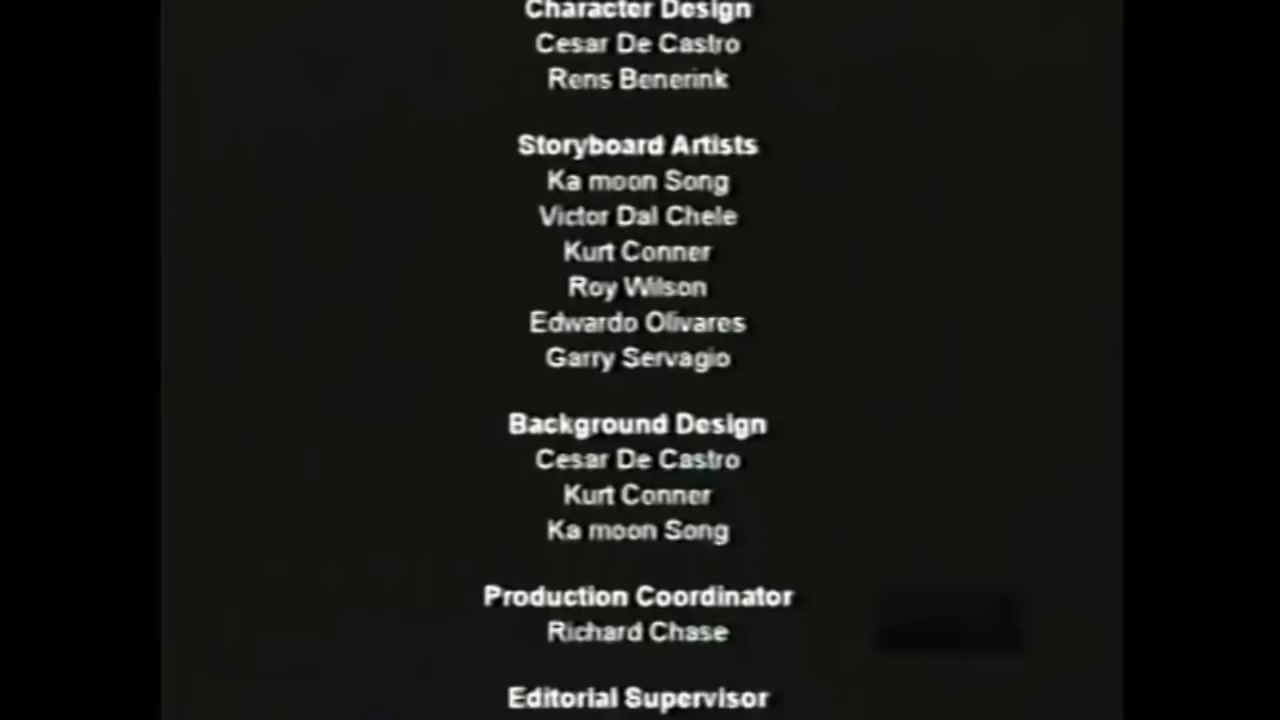 Character Design
Cesar De Castro
Rens Benerink
Storyboard Artists
Ka moon Song
Victor Dal Chele
Kurt Conner
Roy Wilson
Edwardo Olivares
Garry Servagio
Background Design
Cesar De Castro
Kurt Conner
Ka moon Song
Production Coordinator
Richard Chase
Editorial Supervisor